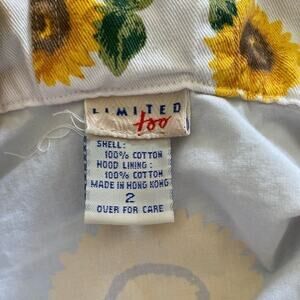 LIMITED
too
SHELL:
100% COTTON
HOOD LINING:
100% COTTON
MADE IN HONG KONG
2
OVER FOR CARE